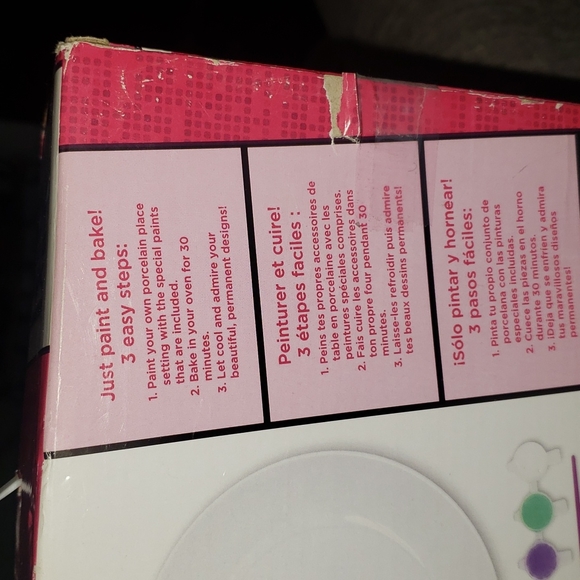 Just paint and bake!
3 easy steps:
1. Paint your own porcelain place
setting with the special paints
that are included.
2. Bake in your oven for 30
minutes.
3. Let cool and admire your
beautiful, permanent designs!
Peinturer et cuire!
3 étapes faciles :
1. Peins tes propres accessoires de
table en porcelaine avec les
peintures spéciales comprises.
2. Fais cuire les accessoires dans
ton propre four pendant 30
minutes.
3. Laisse-les refroidir puis admire
tes beaux dessins permanents!
¡Sólo pintar y hornear!
3 pasos fáciles:
1. Pinta tu propio conjunto de
porcelana con las pinturas
especiales incluidas.
2. Cuece las piezas en el horno
durante 30 minutos.
3. ¡Deja que se enfríen y admira
tus maravillosos diseños
permanentes!